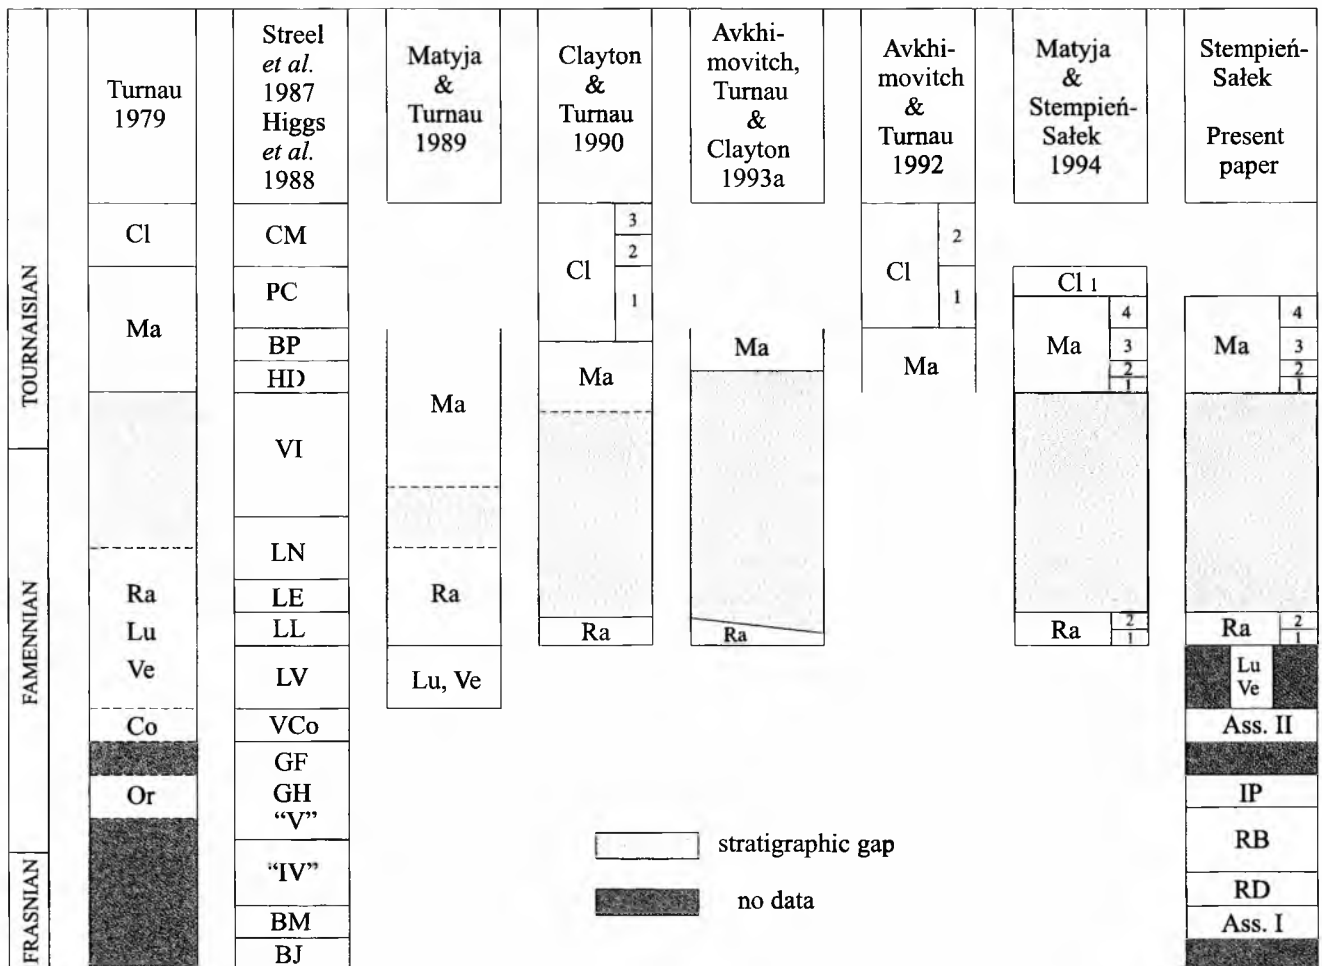 Turnau
1979
Streel
et al.
1987
Higgs
et al.
1988
Matyja
&
Turnau
1989
Clayton
&
Turnau
1990
Avkhi-
movitch,
Turnau
&
Clayton
1993a
Avkhi-
movitch
&
Turnau
1992
Matyja
&
Stempień-
Sałek
1994
Stempień-
Sałek
Present
paper
TOURNAISIAN
FAMENNIAN
FRASNIAN
Cl
Ma
Ra
Lu
Ve
Co
Or
CM
PC
BP
HD
VI
LN
LE
LL
LV
VCo
GF
GH
“V”
“IV”
BM
BJ
Ma
Ra
Lu, Ve
Cl
3
2
1
Ma
Ra
Ma
Ra
Cl
2
1
Ma
Cl 1
Ma
4
3
2
1
Ra
2
1
Ma
4
3
2
1
Ra
2
1
Lu
Ve
Ass. II
IP
RB
RD
Ass. I
stratigraphic gap
no data